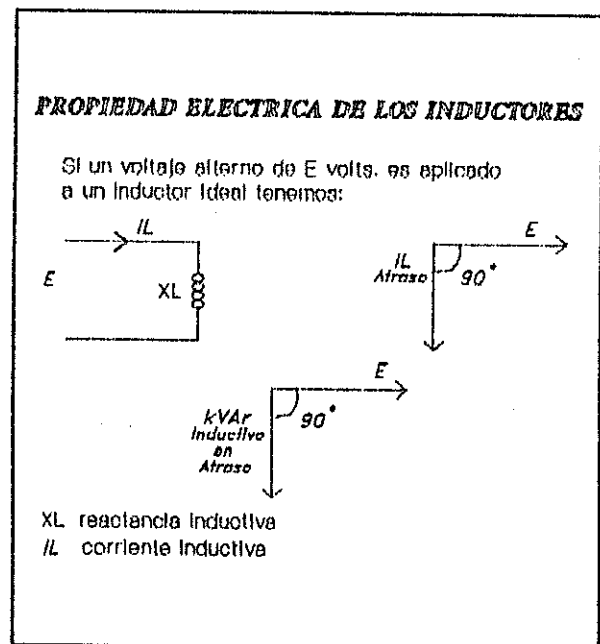 PROPIEDAD ELECTRICA DE LOS INDUCTORES
Si un voltaje alterno de E volts. es aplicado
a un Inductor Ideal tenemos:
IL
E
XL
E
IL
Atraso
90°
E
kVAr
Inductivo
en
Atraso
90°
XL reactancia Inductiva
IL corriente Inductiva